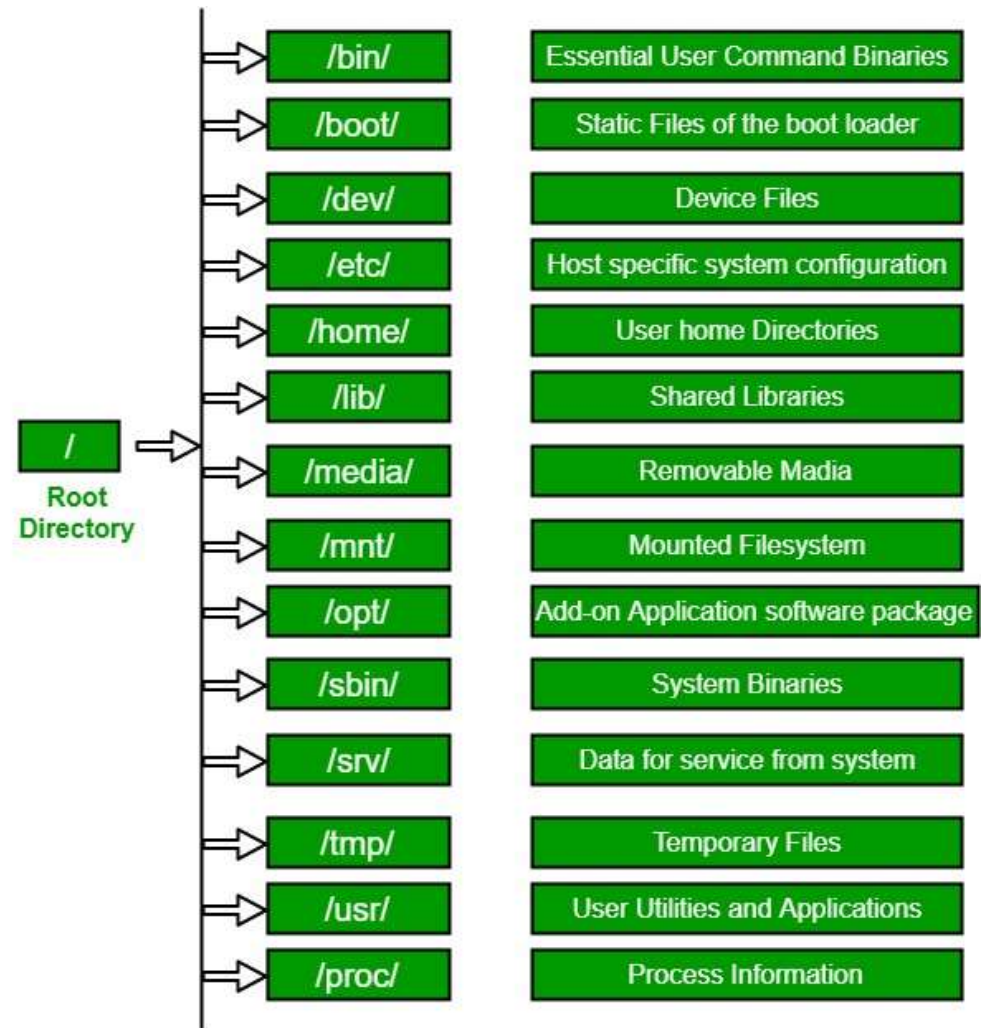 /bin/ Essential User Command Binaries
/boot/ Static Files of the boot loader
/dev/ Device Files
/etc/ Host specific system configuration
/home/ User home Directories
/lib/ Shared Libraries
/
Root
Directory
/media/ Removable Madia
/mnt/ Mounted Filesystem
/opt/ Add-on Application software package
/sbin/ System Binaries
/srv/ Data for service from system
/tmp/ Temporary Files
/usr/ User Utilities and Applications
/proc/ Process Information